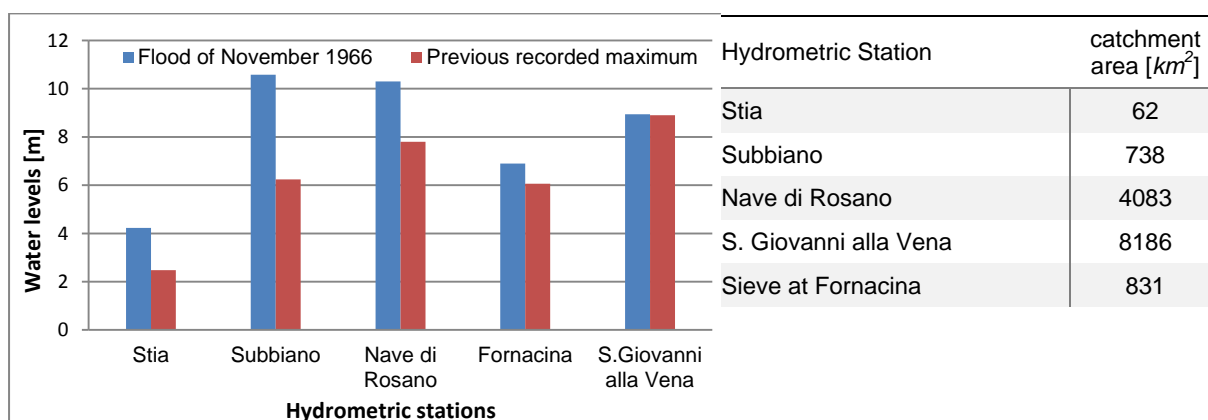 12
10
8
6
4
2
0
Water levels [m]
Flood of November 1966 Previous recorded maximum
Stia Subbiano Nave di Rosano Fornacina S.Giovanni alla Vena
Hydrometric stations
Hydrometric Station catchment area [km²]
Stia 62
Subbiano 738
Nave di Rosano 4083
S. Giovanni alla Vena 8186
Sieve at Fornacina 831